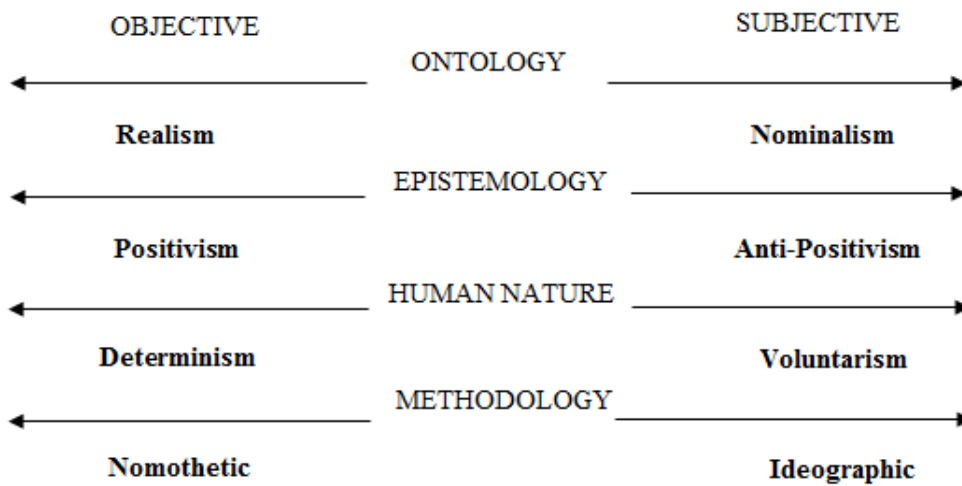 OBJECTIVE SUBJECTIVE
ONTOLOGY
Realism Nominalism
EPISTEMOLOGY
Positivism Anti-Positivism
HUMAN NATURE
Determinism Voluntarism
METHODOLOGY
Nomothetic Ideographic